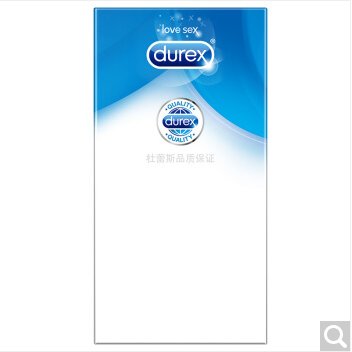 love sex
durex®
QUALITY
durex
QUALITY
杜蕾斯品质保证